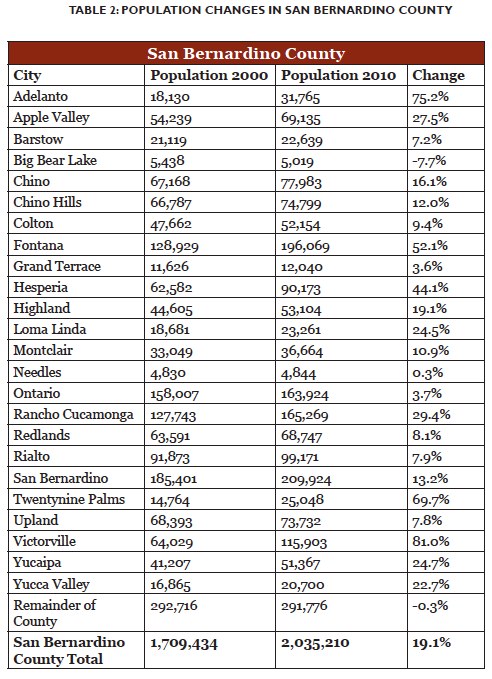 TABLE 2: POPULATION CHANGES IN SAN BERNARDINO COUNTY
San Bernardino County
City Population 2000 Population 2010 Change
Adelanto 18,130 31,765 75.2%
Apple Valley 54,239 69,135 27.5%
Barstow 21,119 22,639 7.2%
Big Bear Lake 5,438 5,019 -7.7%
Chino 67,168 77,983 16.1%
Chino Hills 66,787 74,799 12.0%
Colton 47,662 52,154 9.4%
Fontana 128,929 196,069 52.1%
Grand Terrace 11,626 12,040 3.6%
Hesperia 62,582 90,173 44.1%
Highland 44,605 53,104 19.1%
Loma Linda 18,681 23,261 24.5%
Montclair 33,049 36,664 10.9%
Needles 4,830 4,844 0.3%
Ontario 158,007 163,924 3.7%
Rancho Cucamonga 127,743 165,269 29.4%
Redlands 63,591 68,747 8.1%
Rialto 91,873 99,171 7.9%
San Bernardino 185,401 209,924 13.2%
Twentynine Palms 14,764 25,048 69.7%
Upland 68,393 73,732 7.8%
Victorville 64,029 115,903 81.0%
Yucaipa 41,207 51,367 24.7%
Yucca Valley 16,865 20,700 22.7%
Remainder of 292,716 291,776 -0.3%
County
San Bernardino 1,709,434 2,035,210 19.1%
County Total